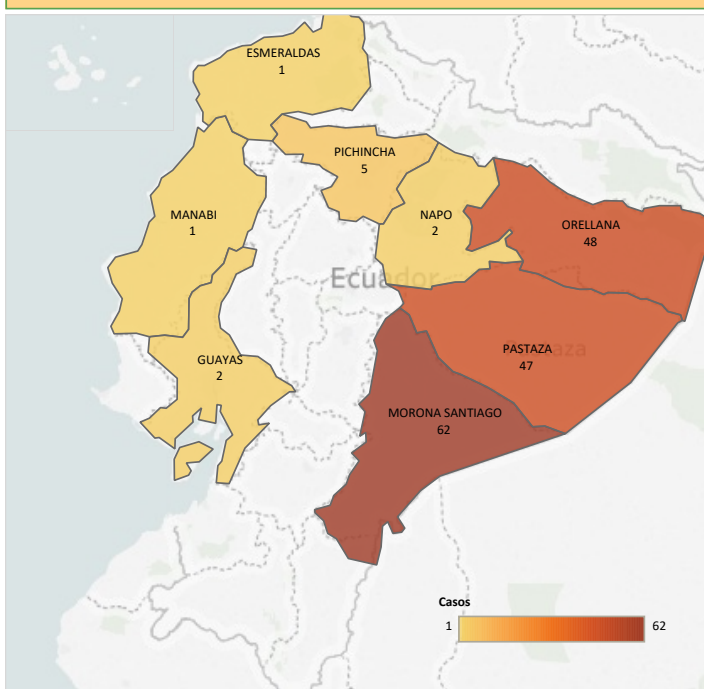 ESMERALDAS
1
PICHINCHA
5
MANABI
1
NAPO
2
ORELLANA
48
Ecuador
PASTAZA
47
GUAYAS
2
MORONA SANTIAGO
62
Casos
1
62